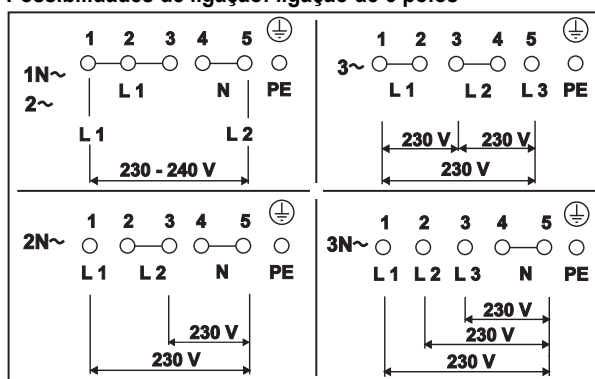 Possibilidades de ligação: ligação de 6 polos
1 2 3 4 5
1N~
2~
L 1 N PE
L 1 L 2
230 - 240 V
1 2 3 4 5
3~
L 1 L 2 L 3 PE
230 V 230 V
230 V
1 2 3 4 5
2N~
L 1 L 2 N PE
230 V
230 V
1 2 3 4 5
3N~
L 1 L 2 L 3 N PE
230 V
230 V
230 V